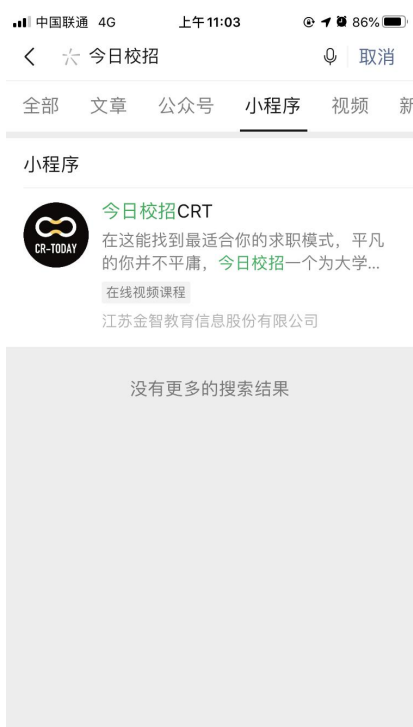 中国联通 4G 上午11:03 86%
今日校招 取消
全部 文章 公众号 小程序 视频
小程序
今日校招CRT
在这能找到最适合你的求职模式，平凡
的你并不平庸，今日校招一个为大学...
CR-TODAY
在线视频课程
江苏金智教育信息股份有限公司
没有更多的搜索结果